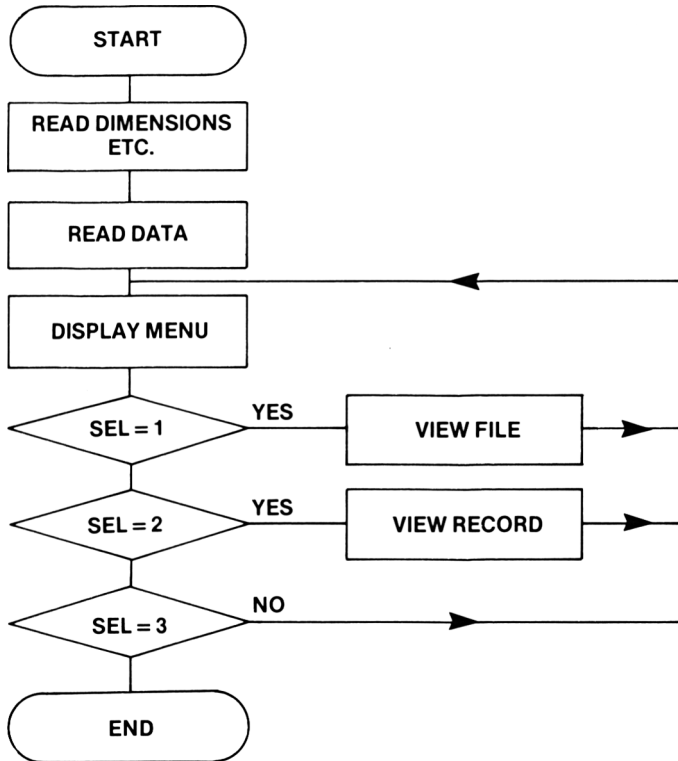 START
READ DIMENSIONS
ETC.
READ DATA
DISPLAY MENU
SEL = 1
YES
VIEW FILE
SEL = 2
YES
VIEW RECORD
SEL = 3
NO
END